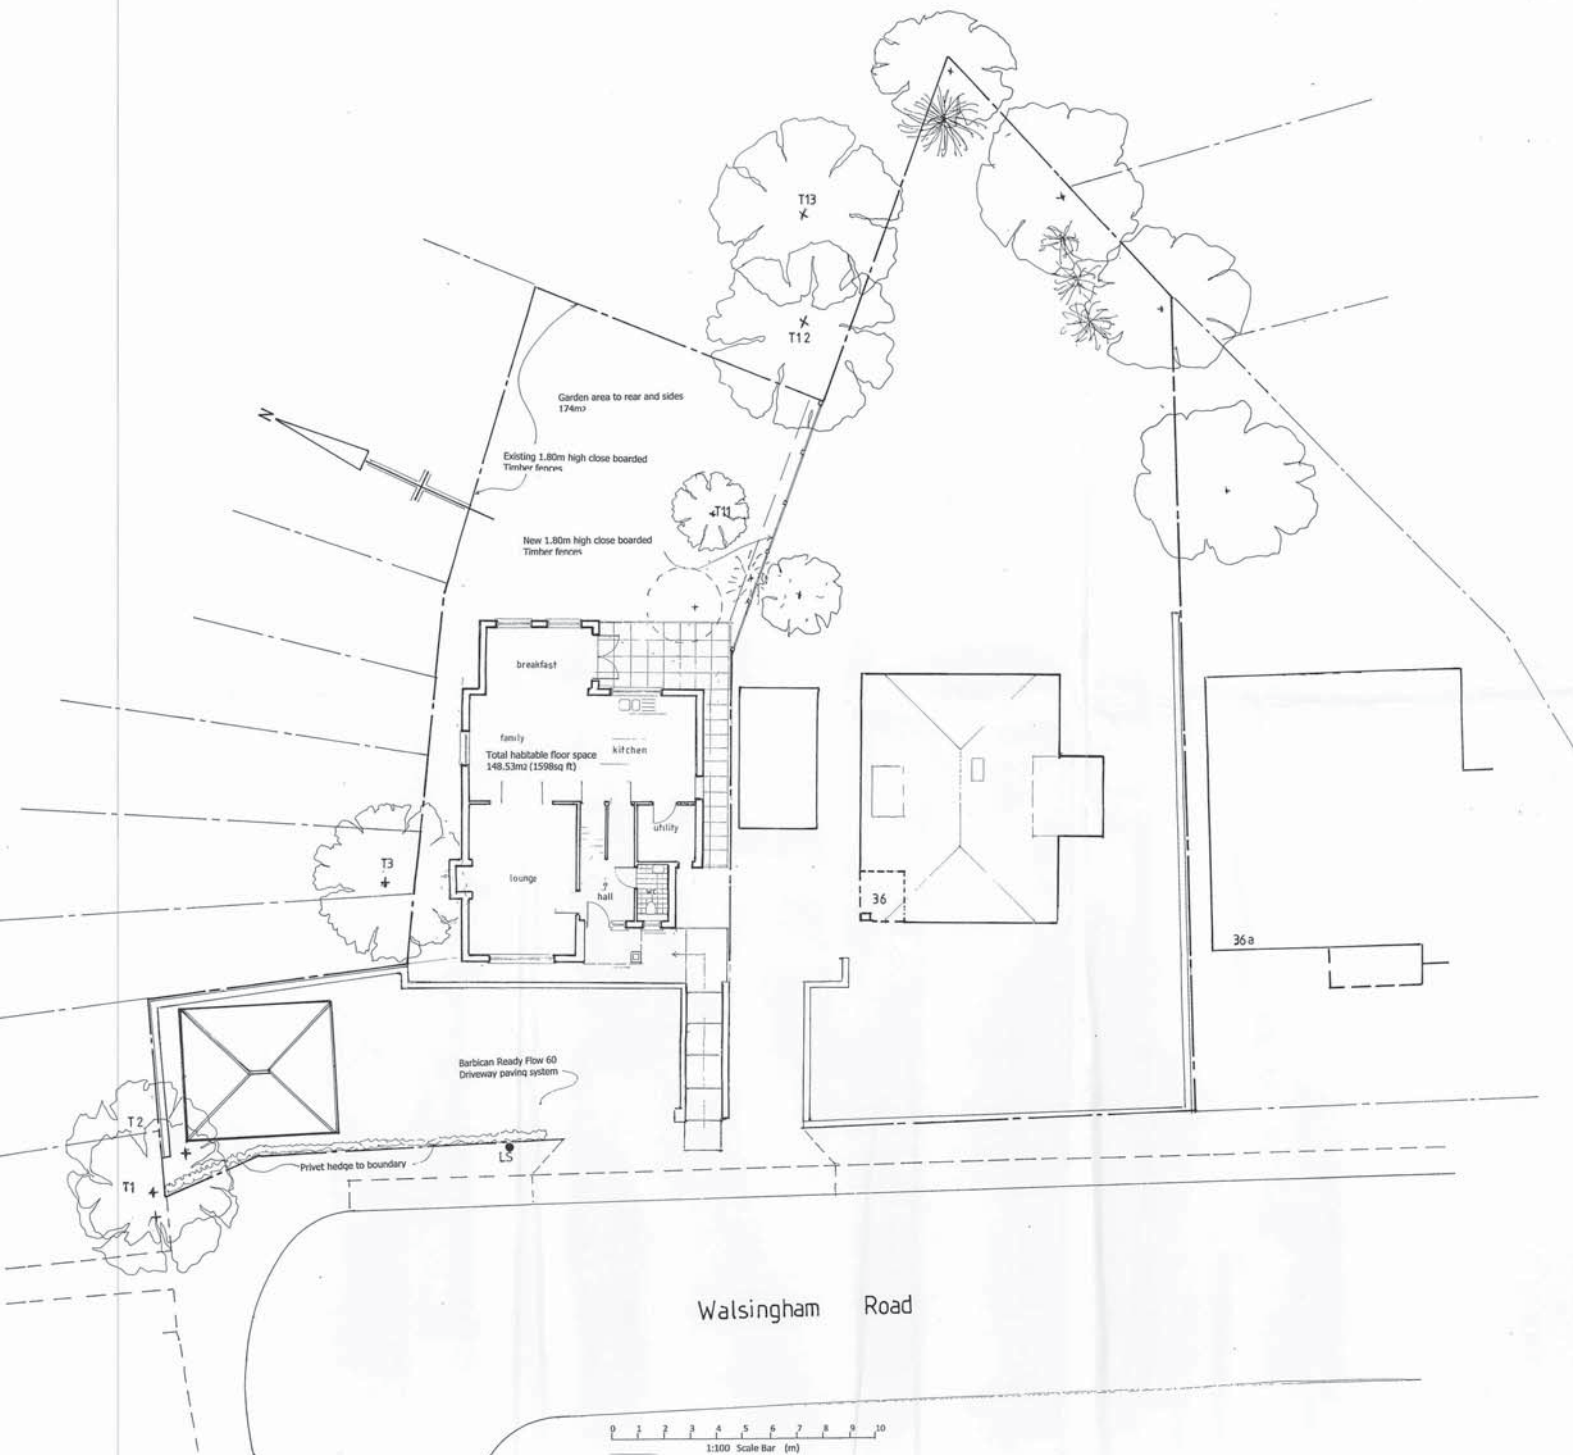 T13
T12
Garden area to rear and sides
174m2
N
Existing 1.80m high close boarded
Timber fences
T11
New 1.80m high close boarded
Timber fences
breakfast
family
kitchen
Total habitable floor space
148.53m2 (1598sq ft)
utility
T3
lounge
wc
hall
36
36a
Barbican Ready Flow 60
Driveway paving system
T2
LS
Privet hedge to boundary
T1
Walsingham Road
0 1 2 3 4 5 6 7 8 9 10
1:100 Scale Bar (m)